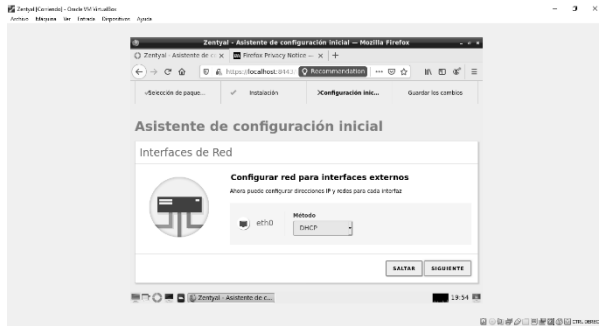 Zentyal [Corriendo] - Oracle VM VirtualBox
Archivo Máquina Ver Entrada Dispositivos Ayuda
Zentyal - Asistente de configuración inicial — Mozilla Firefox
Zentyal - Asistente de
Firefox Privacy Notice —
https://localhost:844
Recommendation
Selección de paque...
Instalación
Configuración inic...
Guardar los cambios
Asistente de configuración inicial
Interfaces de Red
Configurar red para interfaces externos
Ahora puede configurar direcciones IP y redes para cada interfaz
eth0
Método
DHCP
SALTAR
SIGUIENTE
Zentyal - Asistente de c...
19:54
CTRL DERECHA